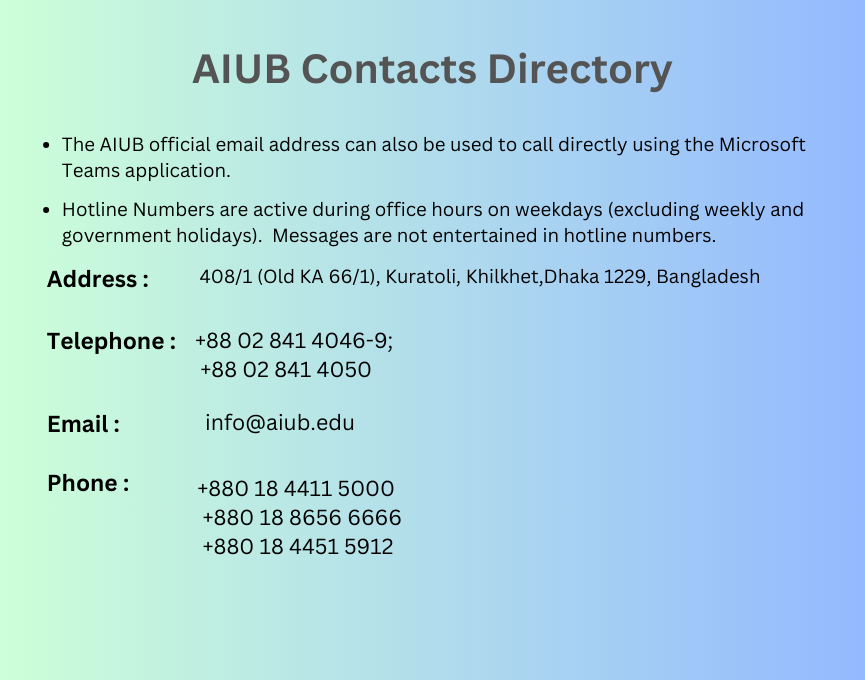 AIUB Contacts Directory
• The AIUB official email address can also be used to call directly using the Microsoft
Teams application.
• Hotline Numbers are active during office hours on weekdays (excluding weekly and
government holidays).  Messages are not entertained in hotline numbers.
Address : 408/1 (Old KA 66/1), Kuratoli, Khilkhet,Dhaka 1229, Bangladesh
Telephone : +88 02 841 4046-9;
+88 02 841 4050
Email : info@aiub.edu
Phone : +880 18 4411 5000
+880 18 8656 6666
+880 18 4451 5912